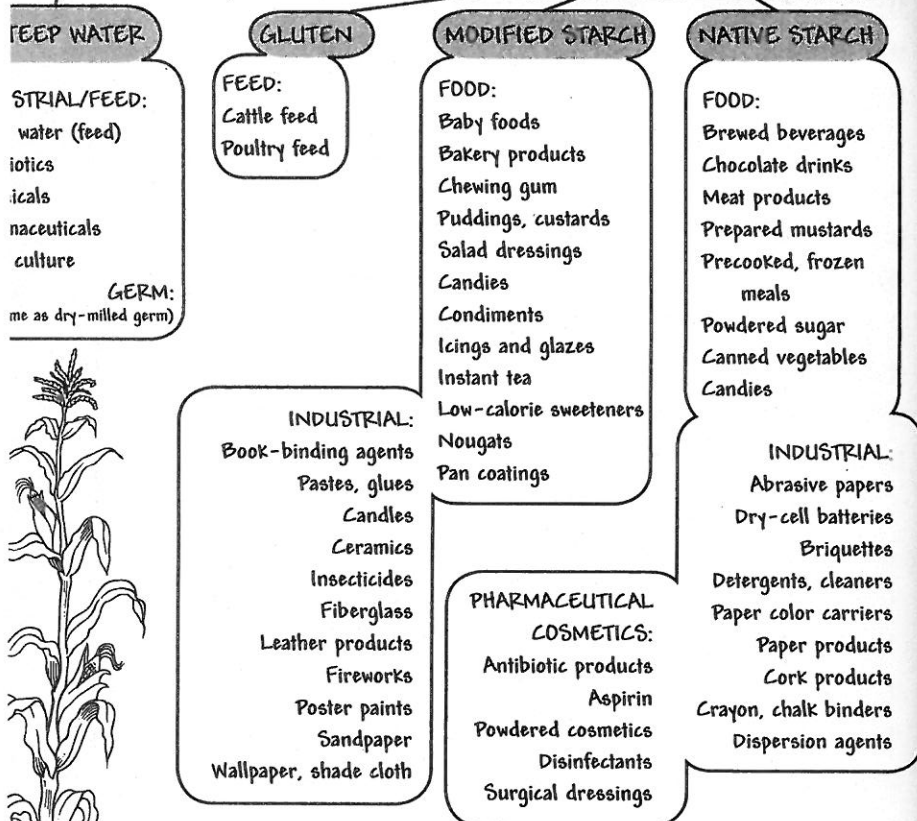 TEEP WATER
STRIAL/FEED:
water (feed)
iotics
icals
naceuticals
culture
GERM:
me as dry-milled germ)
GLUTEN
FEED:
Cattle feed
Poultry feed
MODIFIED STARCH
FOOD:
Baby foods
Bakery products
Chewing gum
Puddings, custards
Salad dressings
Candies
Condiments
Icings and glazes
Instant tea
Low-calorie sweeteners
Nougats
Pan coatings
INDUSTRIAL:
Book-binding agents
Pastes, glues
Candles
Ceramics
Insecticides
Fiberglass
Leather products
Fireworks
Poster paints
Sandpaper
Wallpaper, shade cloth
NATIVE STARCH
FOOD:
Brewed beverages
Chocolate drinks
Meat products
Prepared mustards
Precooked, frozen
meals
Powdered sugar
Canned vegetables
Candies
INDUSTRIAL:
Abrasive papers
Dry-cell batteries
Briquettes
Detergents, cleaners
Paper color carriers
Paper products
Cork products
Crayon, chalk binders
Dispersion agents
PHARMACEUTICAL
COSMETICS:
Antibiotic products
Aspirin
Powdered cosmetics
Disinfectants
Surgical dressings